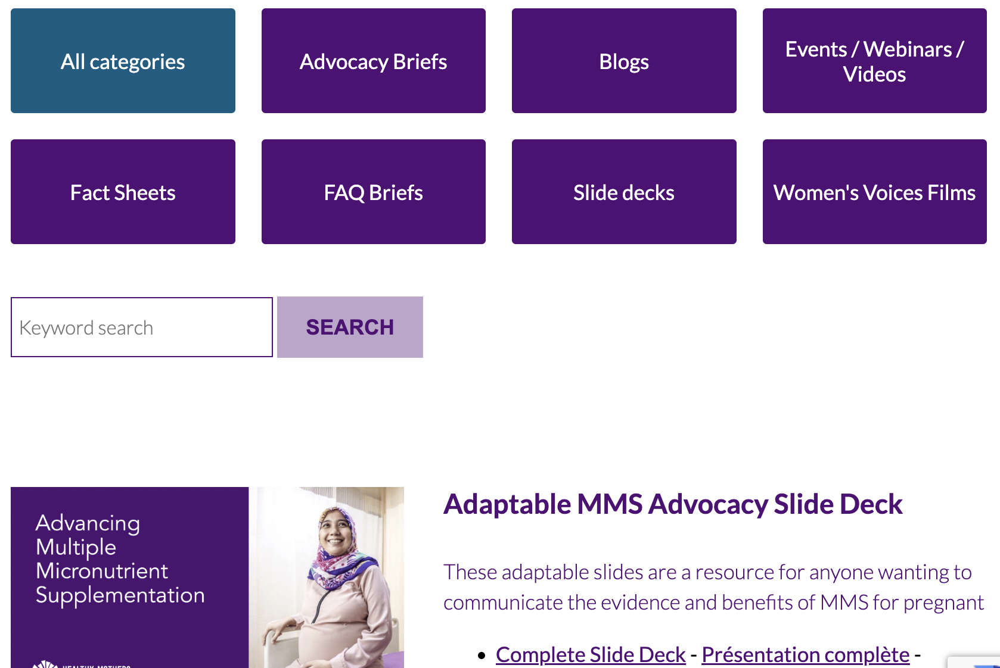 All categories
Advocacy Briefs
Blogs
Events / Webinars /
Videos
Fact Sheets
FAQ Briefs
Slide decks
Women's Voices Films
Keyword search
SEARCH
Advancing
Multiple
Micronutrient
Supplementation
HEALTHY MOTHERS
Adaptable MMS Advocacy Slide Deck
These adaptable slides are a resource for anyone wanting to
communicate the evidence and benefits of MMS for pregnant
• Complete Slide Deck - Présentation complète -